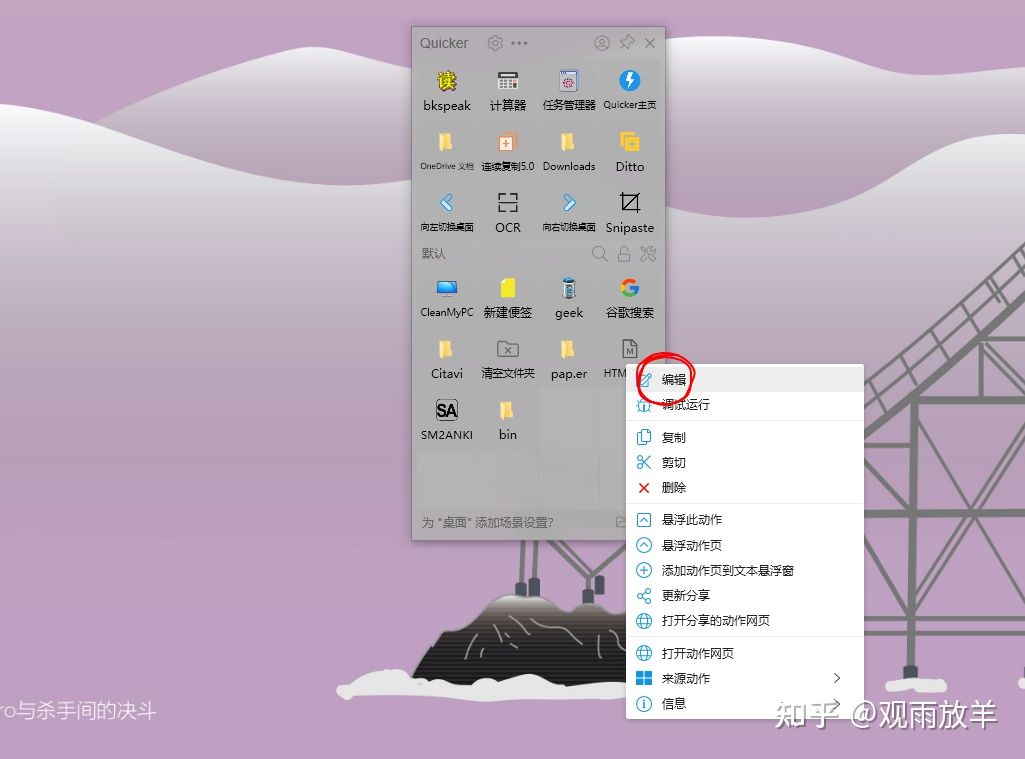 Quicker
读
bkspeak 计算器 任务管理器 Quicker主页
OneDrive 文档 连续复制5.0 Downloads Ditto
向左切换桌面 OCR 向右切换桌面 Snipaste
默认
CleanMyPC 新建便签 geek 谷歌搜索
M
Citavi 清空文件夹 pap.er HTM
SA
SM2ANKI bin
为 "桌面" 添加场景设置?
编辑
调试运行
复制
剪切
删除
悬浮此动作
悬浮动作页
添加动作页到文本悬浮窗
更新分享
打开分享的动作网页
打开动作网页
来源动作
信息
ro与杀手间的决斗
知乎 @观雨放羊